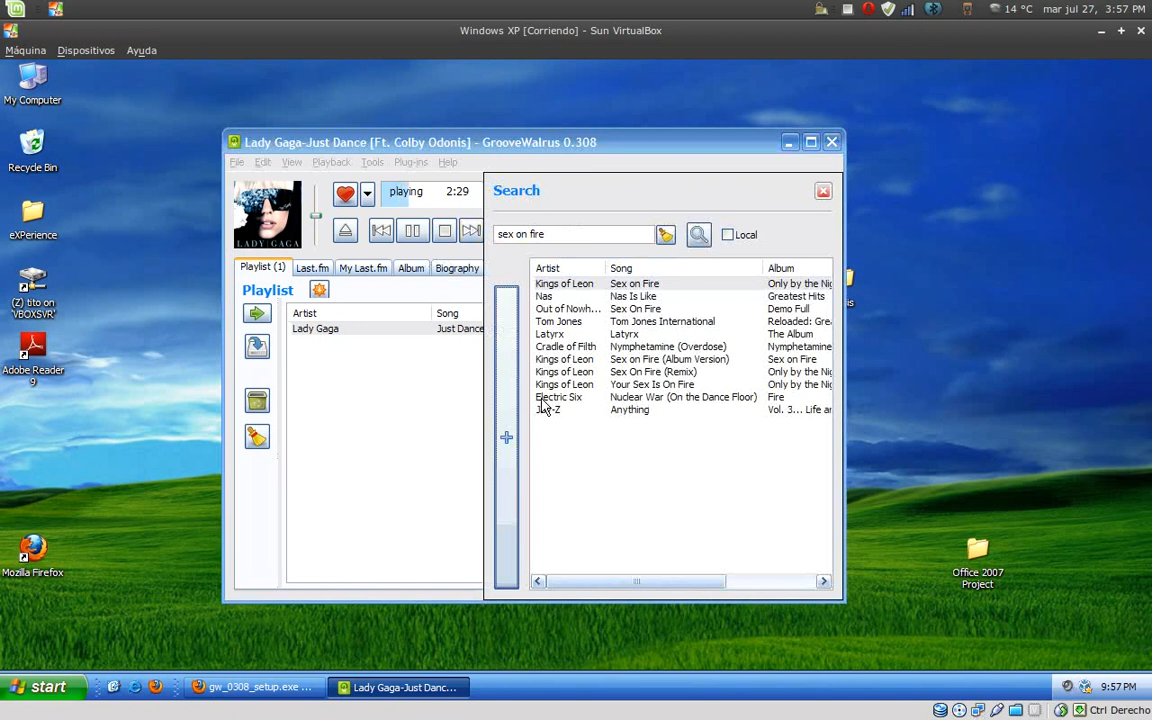 14 °C mar jul 27, 3:57 PM
Windows XP [Corriendo] - Sun VirtualBox
Máquina Dispositivos Ayuda
My Computer
Recycle Bin
eXPerience
(Z) tito on 'VBOXSVR'
Adobe Reader 9
Mozilla Firefox
Lady Gaga-Just Dance [Ft. Colby Odonis] - GrooveWalrus 0.308
File Edit View Playback Tools Plug-ins Help
LADY GAGA
playing 2:29
Playlist (1) Last.fm My Last.fm Album Biography
Playlist
Artist Song
Lady Gaga Just Dance
Search
sex on fire Local
Artist Song Album
Kings of Leon Sex on Fire Only by the Nig
Nas Nas Is Like Greatest Hits
Out of Nowh... Sex On Fire Demo Full
Tom Jones Tom Jones International Reloaded: Grea
Latyrx Latyrx The Album
Cradle of Filth Nymphetamine (Overdose) Nymphetamine
Kings of Leon Sex on Fire (Album Version) Sex on Fire
Kings of Leon Sex On Fire (Remix) Only by the Nig
Kings of Leon Your Sex Is On Fire Only by the Nig
Electric Six Nuclear War (On the Dance Floor) Fire
Jay-Z Anything Vol. 3... Life an
Office 2007 Project
start gw_0308_setup.exe ... Lady Gaga-Just Danc... 9:57 PM
Ctrl Derecho